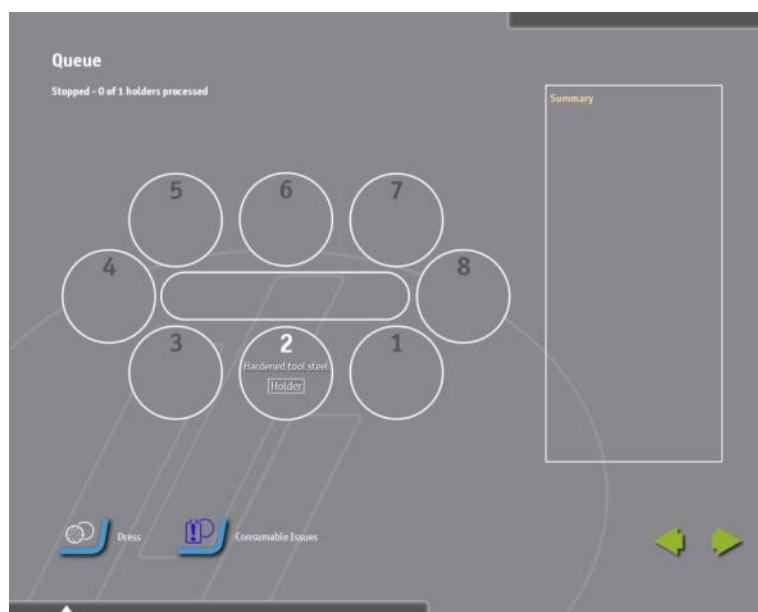 Queue
Stopped - 0 of 1 holders processed
Summary
5
6
7
4
8
3
2
1
Hardened tool steel
Holder
Dress
Consumable Issues